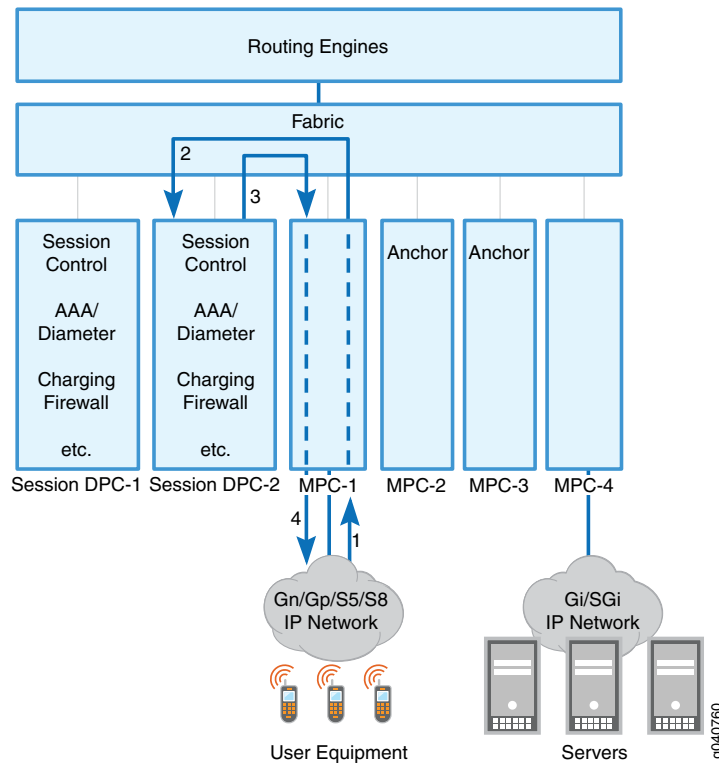 Routing Engines
Fabric
2
3
Session
Control
AAA/
Diameter
Charging
Firewall
etc.
Session DPC-1
Session
Control
AAA/
Diameter
Charging
Firewall
etc.
Session DPC-2
MPC-1
Anchor
MPC-2
Anchor
MPC-3
MPC-4
4
1
Gn/Gp/S5/S8
IP Network
Gi/SGi
IP Network
User Equipment
Servers
g040760